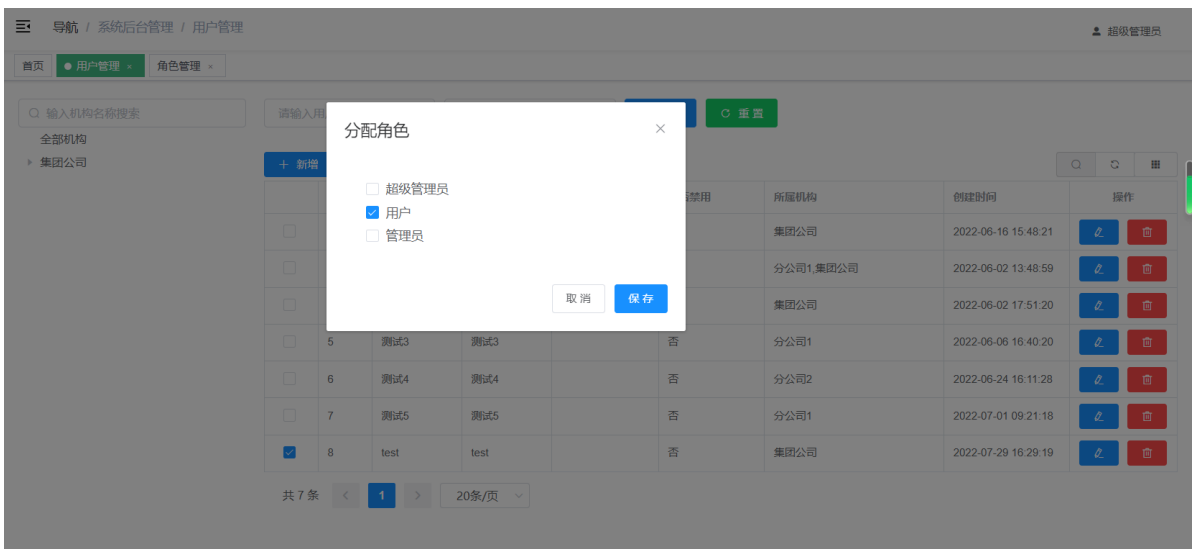 导航 / 系统后台管理 / 用户管理
超级管理员
首页
用户管理 ×
角色管理 ×
输入机构名称搜索
全部机构
集团公司
请输入用
重置
+ 新增
分配角色
超级管理员
用户
管理员
取消
保存
禁用 所属机构 创建时间 操作
集团公司 2022-06-16 15:48:21
分公司1,集团公司 2022-06-02 13:48:59
集团公司 2022-06-02 17:51:20
5 测试3 测试3 否 分公司1 2022-06-06 16:40:20
6 测试4 测试4 否 分公司2 2022-06-24 16:11:28
7 测试5 测试5 否 分公司1 2022-07-01 09:21:18
8 test test 否 集团公司 2022-07-29 16:29:19
共 7 条 < 1 > 20条/页